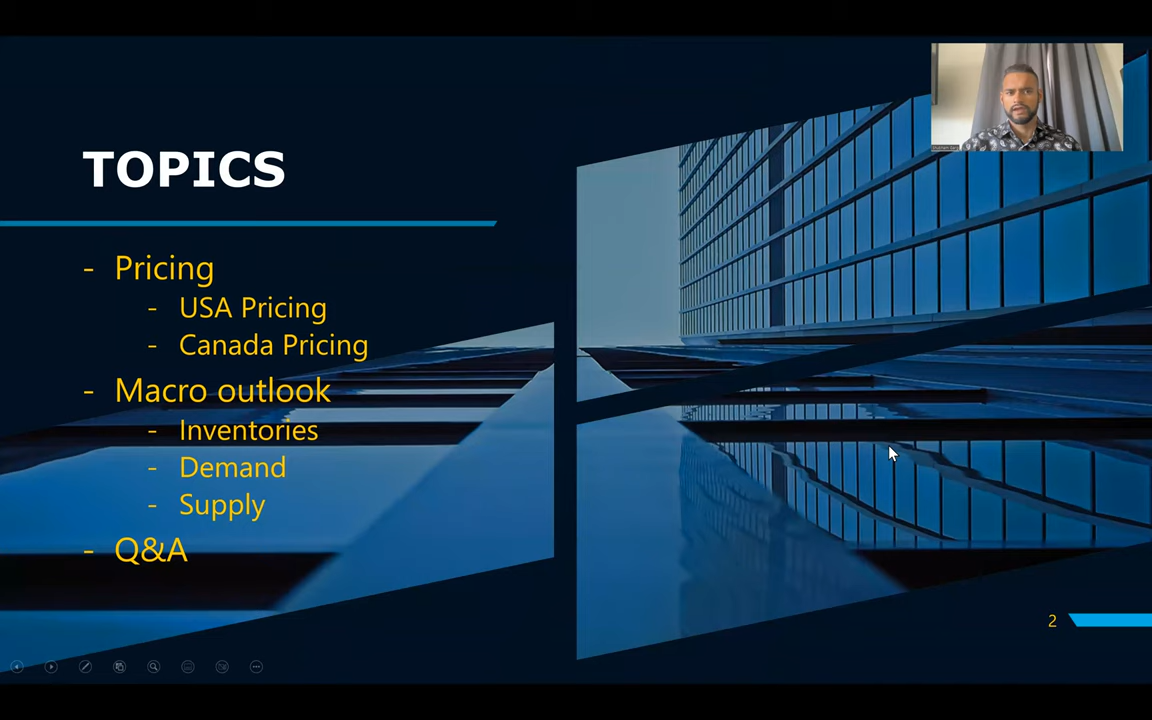 TOPICS
- Pricing
- USA Pricing
- Canada Pricing
- Macro outlook
- Inventories
- Demand
- Supply
- Q&A
2